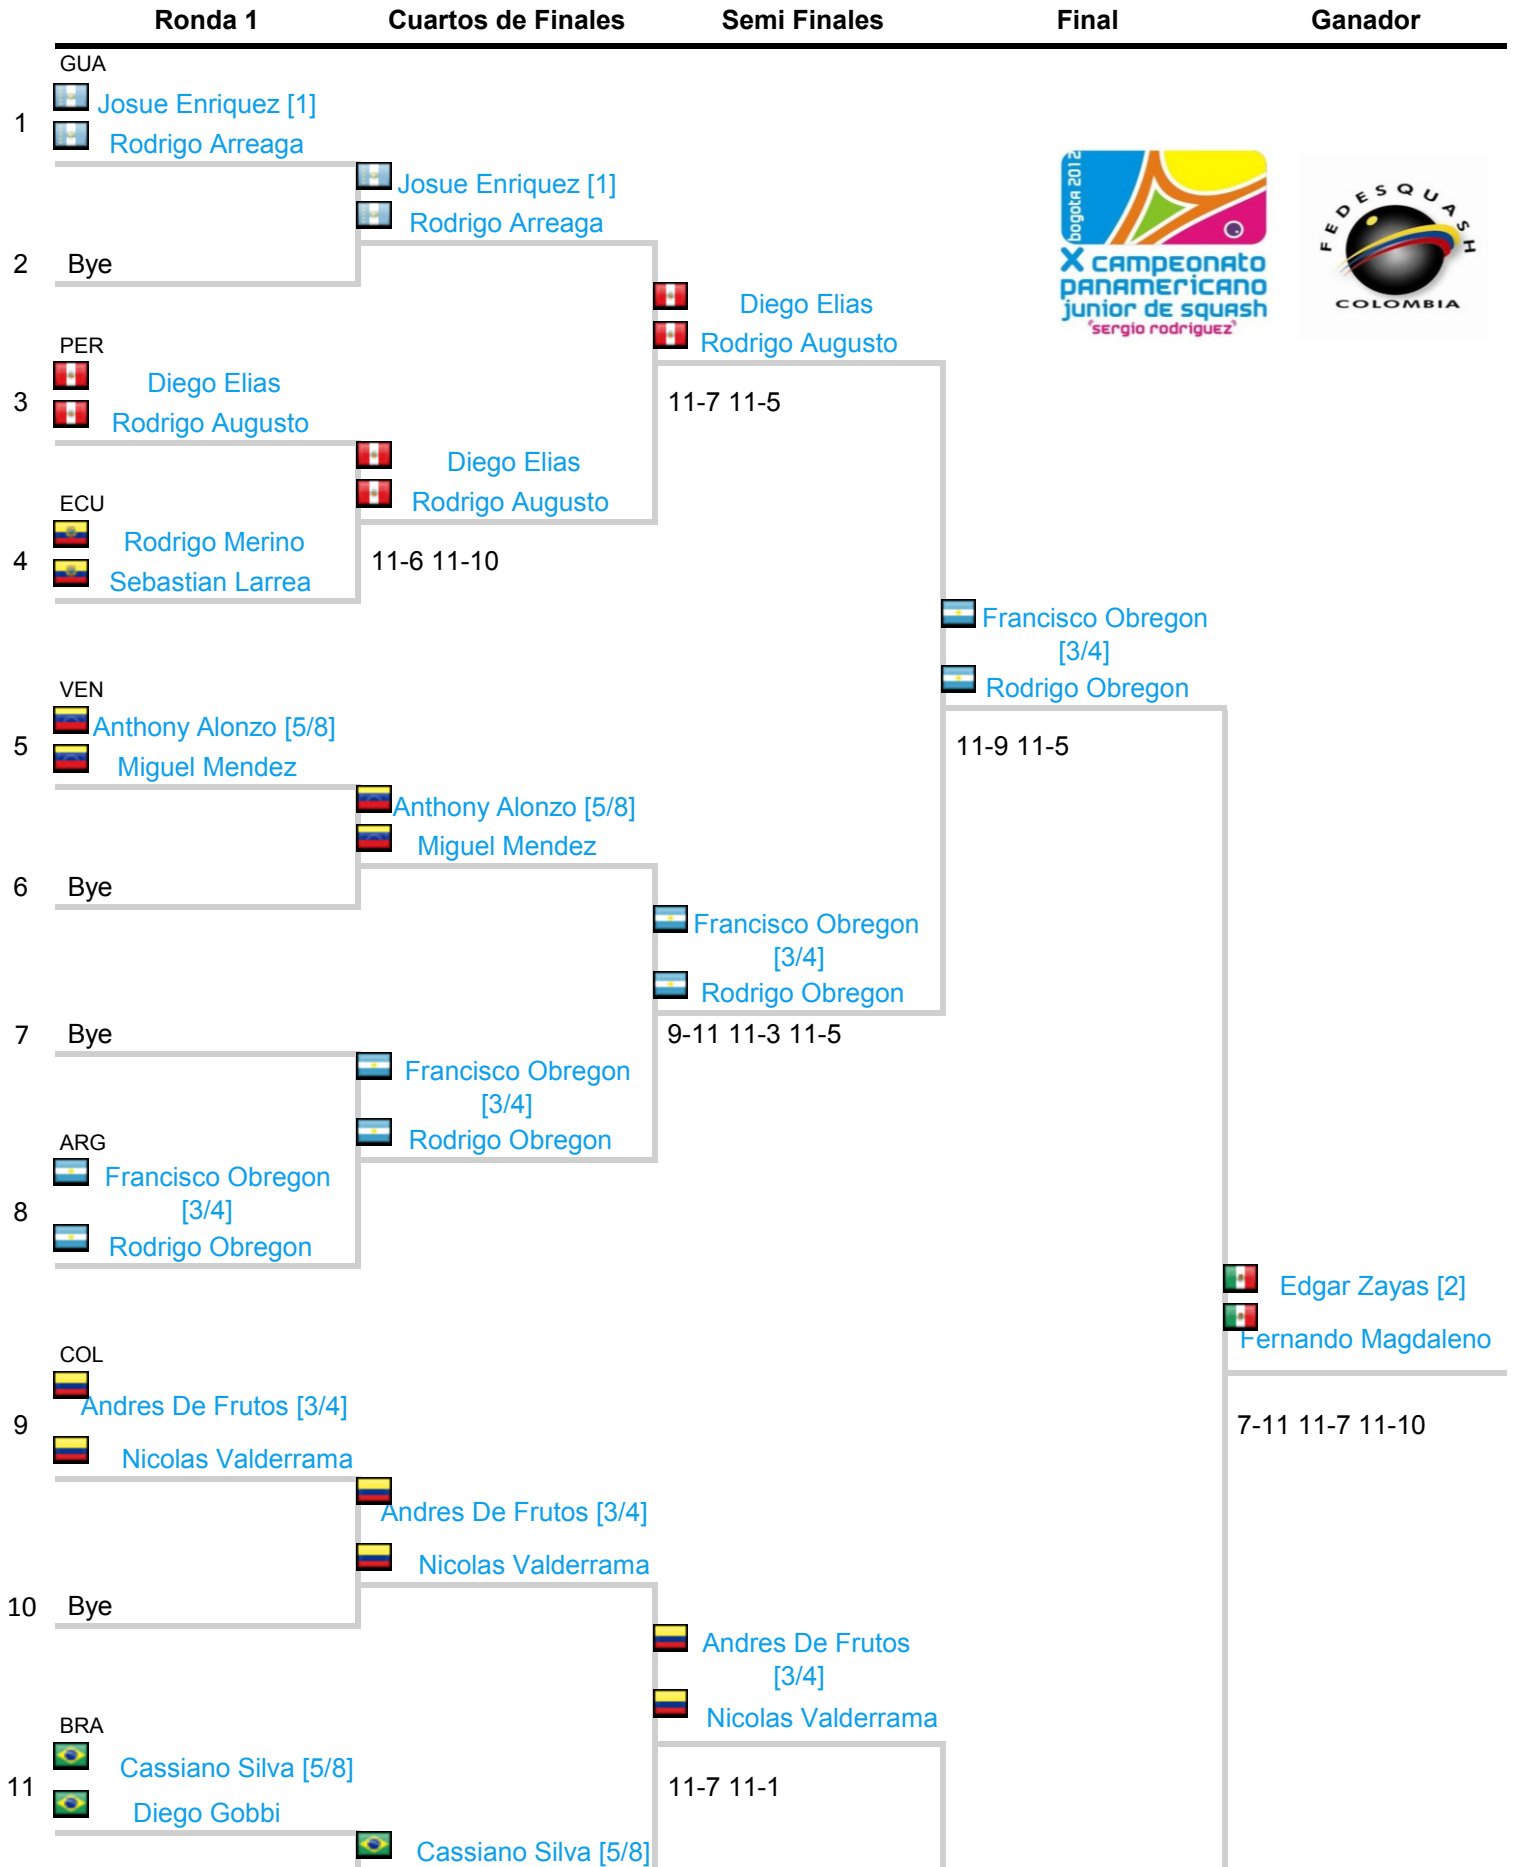 Ronda 1 Cuartos de Finales Semi Finales Final Ganador
GUA
1 Josue Enriquez [1]
Rodrigo Arreaga
Josue Enriquez [1]
Rodrigo Arreaga
2 Bye
bogota 2012
X campeonato
panamericano
junior de squash
'sergio rodriguez'
FEDESQUASH
COLOMBIA
Diego Elias
Rodrigo Augusto
11-7 11-5
PER
3 Diego Elias
Rodrigo Augusto
Diego Elias
Rodrigo Augusto
11-6 11-10
ECU
4 Rodrigo Merino
Sebastian Larrea
Francisco Obregon
[3/4]
Rodrigo Obregon
11-9 11-5
VEN
5 Anthony Alonzo [5/8]
Miguel Mendez
Anthony Alonzo [5/8]
Miguel Mendez
6 Bye
Francisco Obregon
[3/4]
Rodrigo Obregon
9-11 11-3 11-5
7 Bye
Francisco Obregon
[3/4]
Rodrigo Obregon
ARG
8 Francisco Obregon
[3/4]
Rodrigo Obregon
Edgar Zayas [2]
Fernando Magdaleno
7-11 11-7 11-10
COL
9 Andres De Frutos [3/4]
Nicolas Valderrama
Andres De Frutos [3/4]
Nicolas Valderrama
10 Bye
Andres De Frutos
[3/4]
Nicolas Valderrama
11-7 11-1
BRA
11 Cassiano Silva [5/8]
Diego Gobbi
Cassiano Silva [5/8]